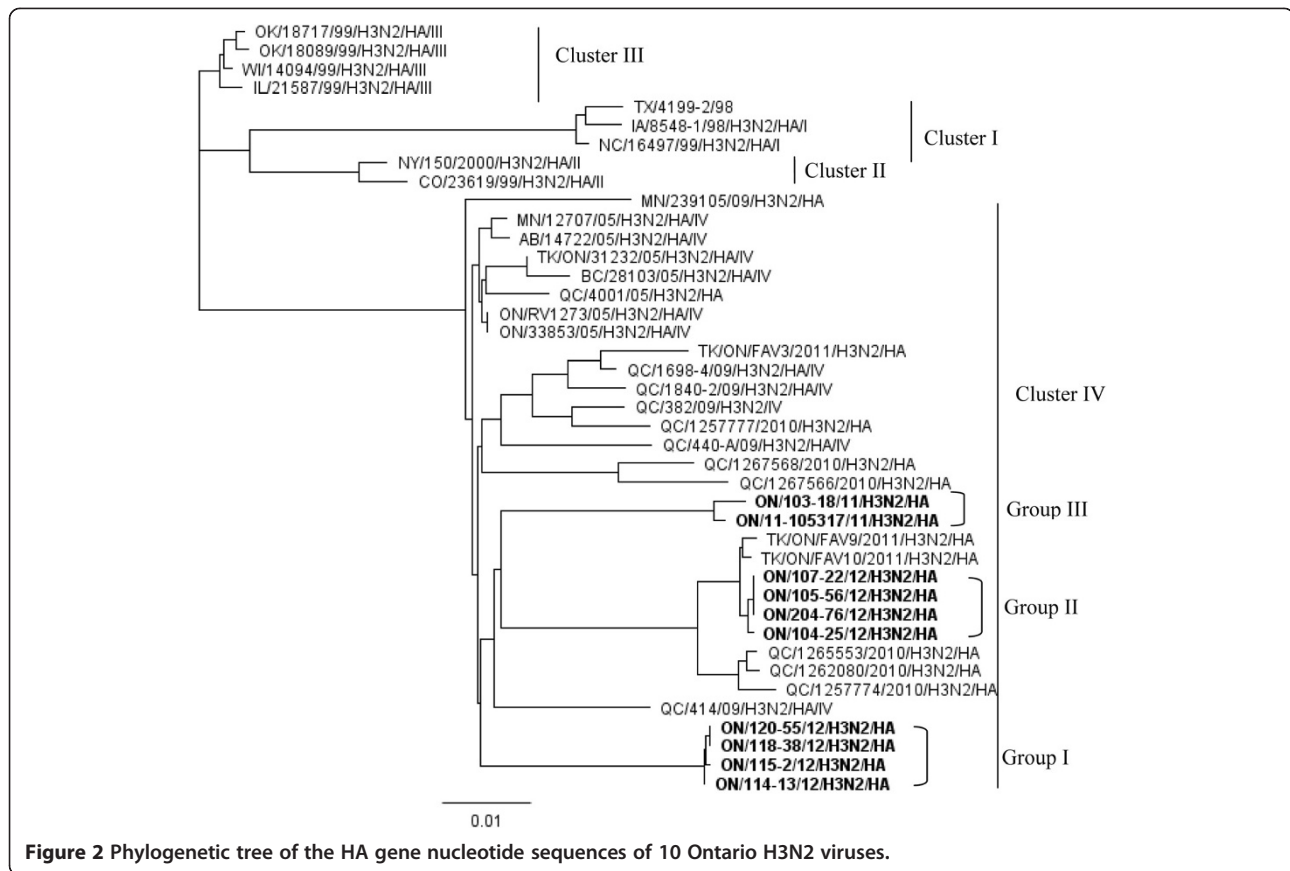 OK/18717/99/H3N2/HA/III
OK/18089/99/H3N2/HA/III
WI/14094/99/H3N2/HA/III
IL/21587/99/H3N2/HA/III
Cluster III
TX/4199-2/98
IA/8548-1/98/H3N2/HA/I
NC/16497/99/H3N2/HA/I
Cluster I
NY/150/2000/H3N2/HA/II
CO/23619/99/H3N2/HA/II
Cluster II
MN/239105/09/H3N2/HA
MN/12707/05/H3N2/HA/IV
AB/14722/05/H3N2/HA/IV
TK/ON/31232/05/H3N2/HA/IV
BC/28103/05/H3N2/HA/IV
QC/4001/05/H3N2/HA
ON/RV1273/05/H3N2/HA/IV
ON/33853/05/H3N2/HA/IV
TK/ON/FAV3/2011/H3N2/HA
QC/1698-4/09/H3N2/HA/IV
QC/1840-2/09/H3N2/HA/IV
QC/382/09/H3N2/IV
QC/1257777/2010/H3N2/HA
QC/440-A/09/H3N2/HA/IV
QC/1267568/2010/H3N2/HA
QC/1267566/2010/H3N2/HA
Cluster IV
ON/103-18/11/H3N2/HA
ON/11-105317/11/H3N2/HA
Group III
TK/ON/FAV9/2011/H3N2/HA
TK/ON/FAV10/2011/H3N2/HA
ON/107-22/12/H3N2/HA
ON/105-56/12/H3N2/HA
ON/204-76/12/H3N2/HA
ON/104-25/12/H3N2/HA
Group II
QC/1265553/2010/H3N2/HA
QC/1262080/2010/H3N2/HA
QC/1257774/2010/H3N2/HA
QC/414/09/H3N2/HA/IV
ON/120-55/12/H3N2/HA
ON/118-38/12/H3N2/HA
ON/115-2/12/H3N2/HA
ON/114-13/12/H3N2/HA
Group I
0.01
Figure 2 Phylogenetic tree of the HA gene nucleotide sequences of 10 Ontario H3N2 viruses.